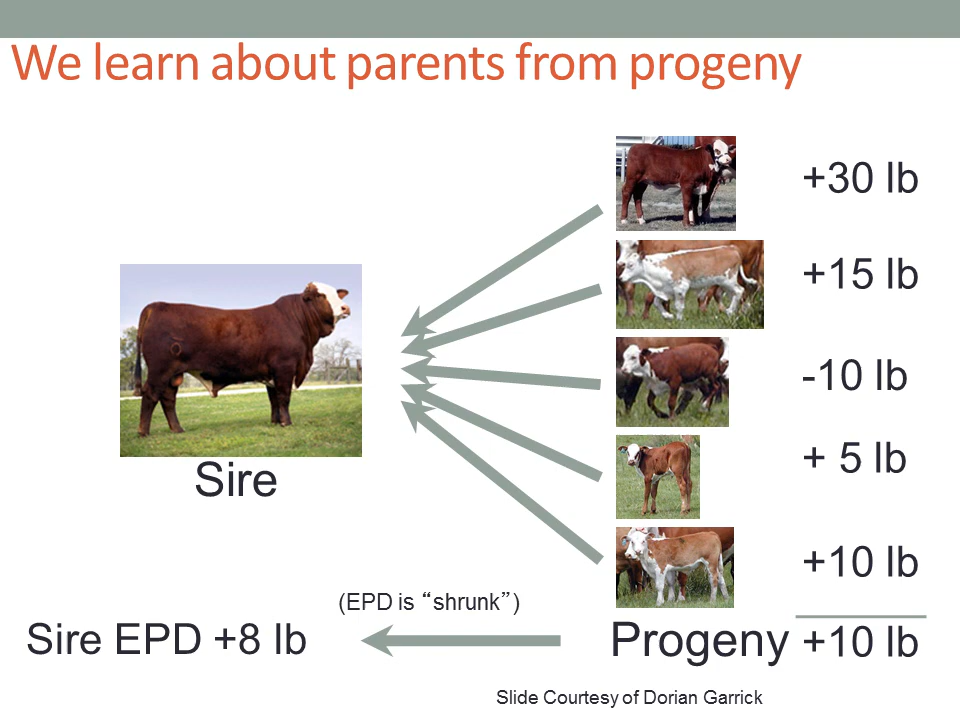 We learn about parents from progeny
+30 lb
+15 lb
-10 lb
+ 5 lb
+10 lb
Sire
(EPD is “shrunk”)
Sire EPD +8 lb
Progeny +10 lb
Slide Courtesy of Dorian Garrick